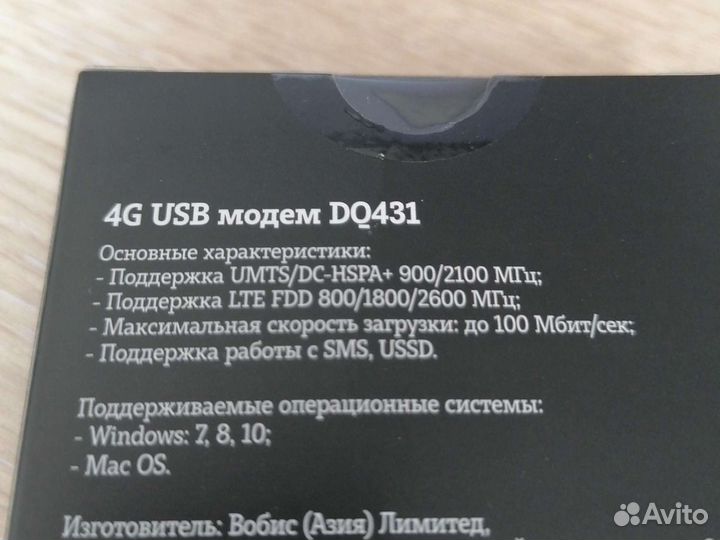 4G USB модем DQ431
Основные характеристики:
- Поддержка UMTS/DC-HSPA+ 900/2100 МГц;
- Поддержка LTE FDD 800/1800/2600 МГц;
- Максимальная скорость загрузки: до 100 Мбит/сек;
- Поддержка работы с SMS, USSD.
Поддерживаемые операционные системы:
- Windows: 7, 8, 10;
- Mac OS.
Изготовитель: Вобис (Азия) Лимитед,
Avito